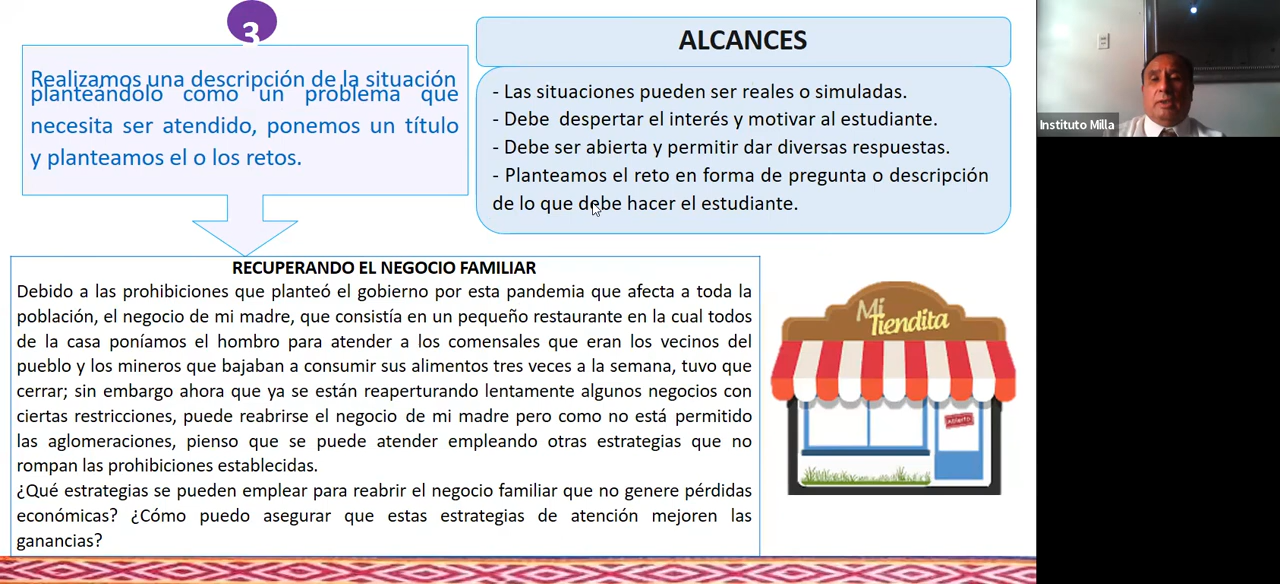 3
Realizamos una descripción de la situación
planteándolo como un problema que
necesita ser atendido, ponemos un título
y planteamos el o los retos.
ALCANCES
- Las situaciones pueden ser reales o simuladas.
- Debe despertar el interés y motivar al estudiante.
- Debe ser abierta y permitir dar diversas respuestas.
- Planteamos el reto en forma de pregunta o descripción
de lo que debe hacer el estudiante.
Instituto Milla
RECUPERANDO EL NEGOCIO FAMILIAR
Debido a las prohibiciones que planteó el gobierno por esta pandemia que afecta a toda la
población, el negocio de mi madre, que consistía en un pequeño restaurante en la cual todos
de la casa poníamos el hombro para atender a los comensales que eran los vecinos del
pueblo y los mineros que bajaban a consumir sus alimentos tres veces a la semana, tuvo que
cerrar; sin embargo ahora que ya se están reaperturando lentamente algunos negocios con
ciertas restricciones, puede reabrirse el negocio de mi madre pero como no está permitido
las aglomeraciones, pienso que se puede atender empleando otras estrategias que no
rompan las prohibiciones establecidas.
¿Qué estrategias se pueden emplear para reabrir el negocio familiar que no genere pérdidas
económicas? ¿Cómo puedo asegurar que estas estrategias de atención mejoren las
ganancias?
Mi
Tiendita
Abierto